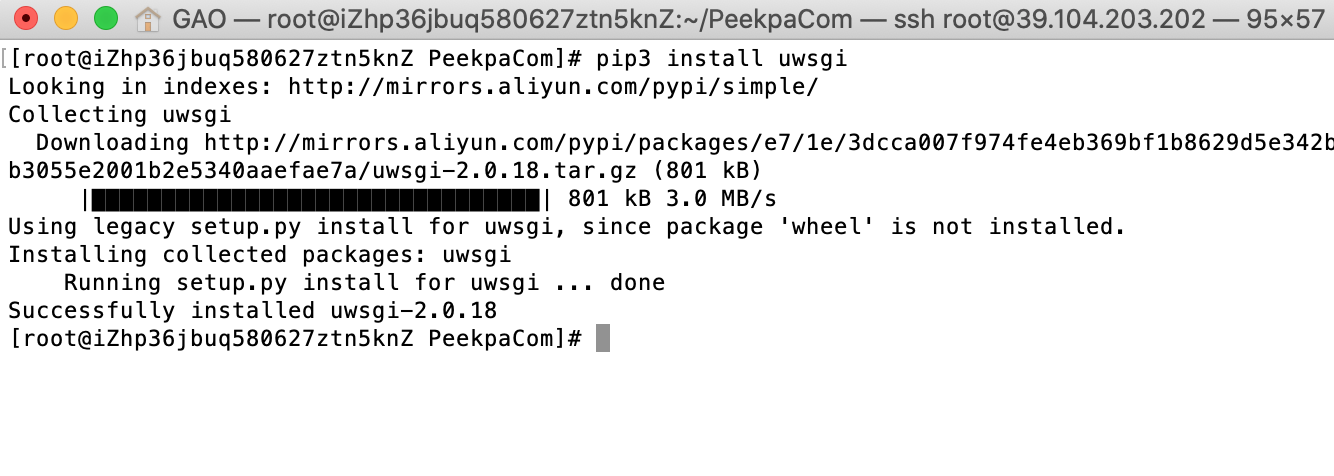 GAO — root@iZhp36jbuq580627ztn5knZ:~/PeekpaCom — ssh root@39.104.203.202 — 95×57
[[root@iZhp36jbuq580627ztn5knZ PeekpaCom]# pip3 install uwsgi
Looking in indexes: http://mirrors.aliyun.com/pypi/simple/
Collecting uwsgi
  Downloading http://mirrors.aliyun.com/pypi/packages/e7/1e/3dcca007f974fe4eb369bf1b8629d5e342b
b3055e2001b2e5340aaefae7a/uwsgi-2.0.18.tar.gz (801 kB)
     |████████████████████████████████| 801 kB 3.0 MB/s
Using legacy setup.py install for uwsgi, since package 'wheel' is not installed.
Installing collected packages: uwsgi
    Running setup.py install for uwsgi ... done
Successfully installed uwsgi-2.0.18
[root@iZhp36jbuq580627ztn5knZ PeekpaCom]#